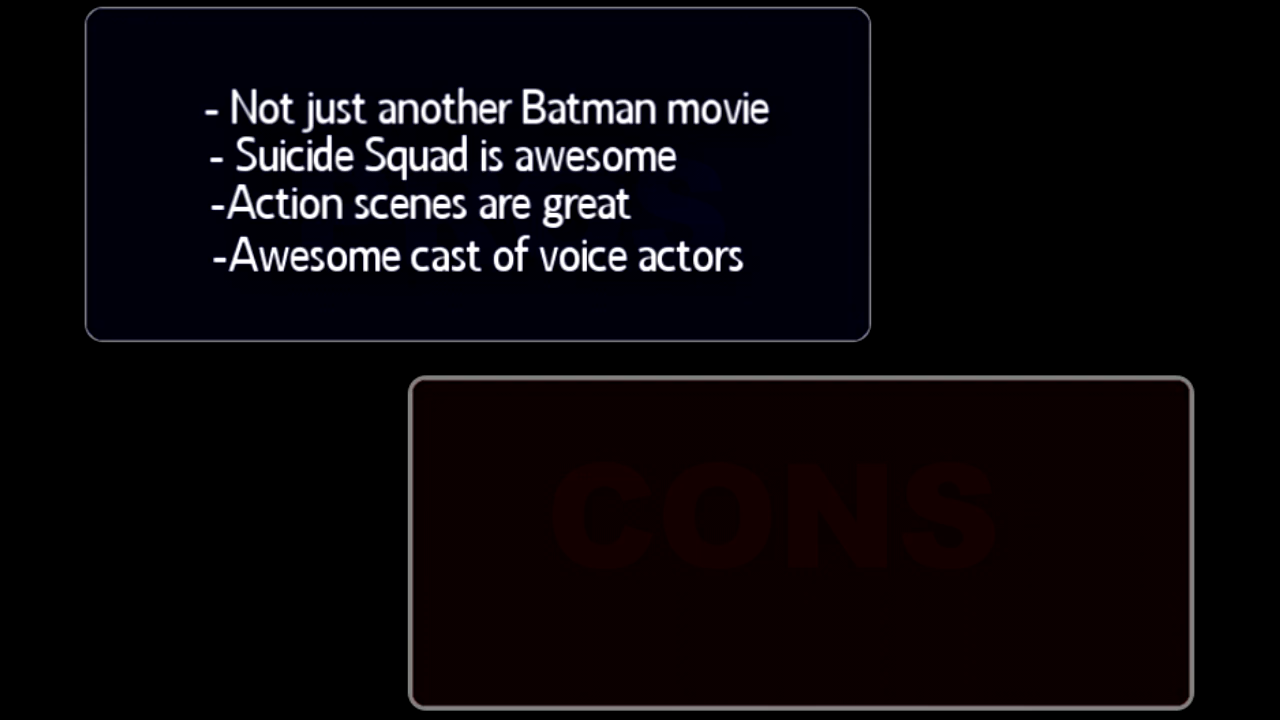 - Not just another Batman movie
- Suicide Squad is awesome
-Action scenes are great
-Awesome cast of voice actors
CONS